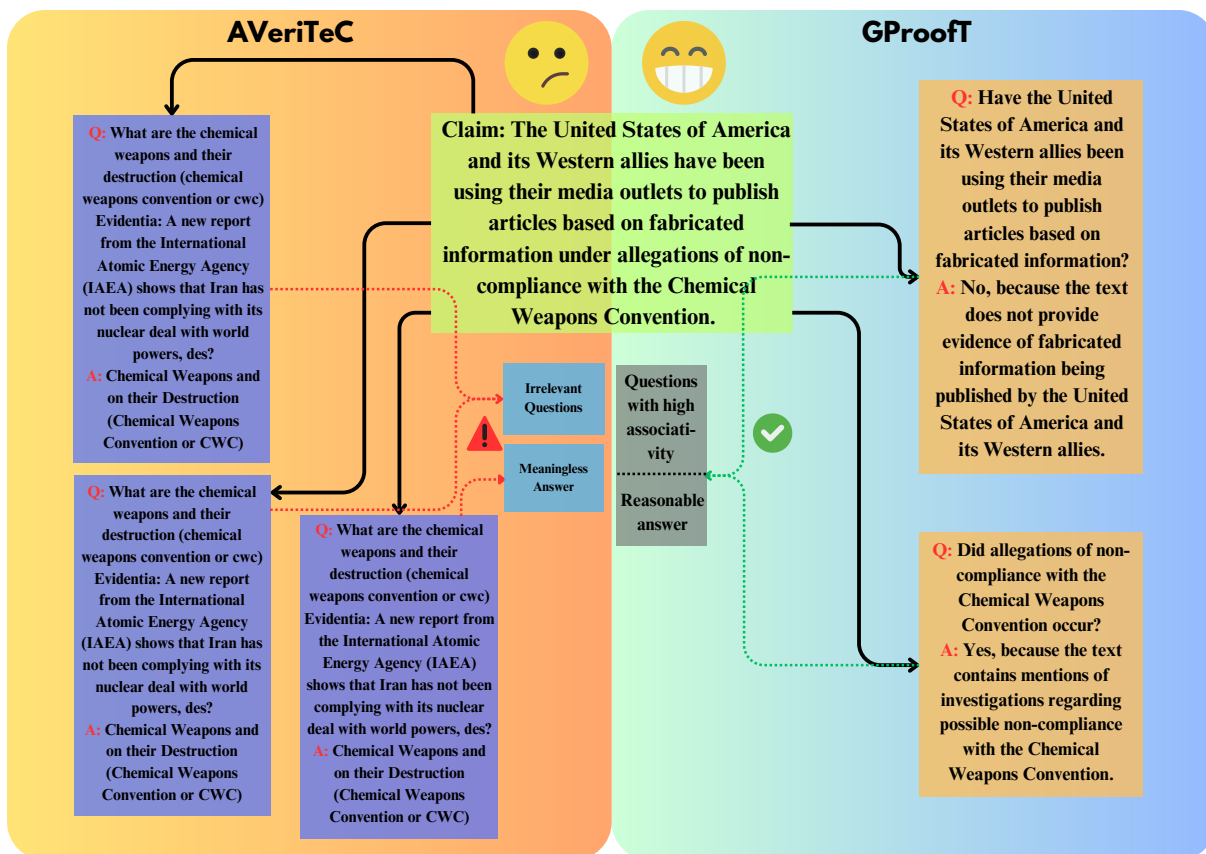 AVeriTeC
GProofT
Claim: The United States of America
and its Western allies have been
using their media outlets to publish
articles based on fabricated
information under allegations of non-
compliance with the Chemical
Weapons Convention.
Q: What are the chemical
weapons and their
destruction (chemical
weapons convention or cwc)
Evidentia: A new report
from the International
Atomic Energy Agency
(IAEA) shows that Iran has
not been complying with its
nuclear deal with world
powers, des?
A: Chemical Weapons and
on their Destruction
(Chemical Weapons
Convention or CWC)
Q: What are the chemical
weapons and their
destruction (chemical
weapons convention or cwc)
Evidentia: A new report
from the International
Atomic Energy Agency
(IAEA) shows that Iran has
not been complying with its
nuclear deal with world
powers, des?
A: Chemical Weapons and
on their Destruction
(Chemical Weapons
Convention or CWC)
Q: What are the chemical
weapons and their
destruction (chemical
weapons convention or cwc)
Evidentia: A new report from
the International Atomic
Energy Agency (IAEA)
shows that Iran has not been
complying with its nuclear
deal with world powers, des?
A: Chemical Weapons and
on their Destruction
(Chemical Weapons
Convention or CWC)
Irrelevant
Questions
Meaningless
Answer
Questions
with high
associati-
vity
Reasonable
answer
Q: Have the United
States of America and
its Western allies been
using their media
outlets to publish
articles based on
fabricated information?
A: No, because the text
does not provide
evidence of fabricated
information being
published by the United
States of America and
its Western allies.
Q: Did allegations of non-
compliance with the
Chemical Weapons
Convention occur?
A: Yes, because the text
contains mentions of
investigations regarding
possible non-compliance
with the Chemical
Weapons Convention.